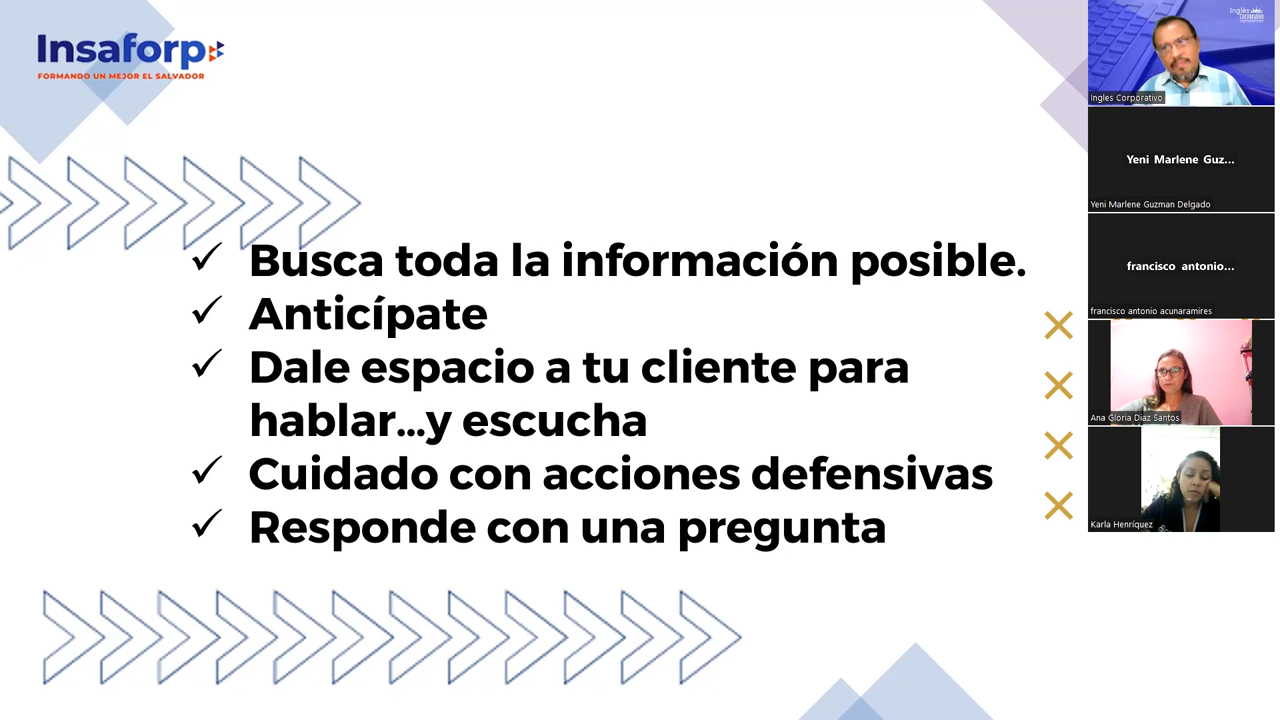 Insaforp
FORMANDO UN MEJOR EL SALVADOR
Busca toda la información posible.
Anticípate
Dale espacio a tu cliente para
hablar...y escucha
Cuidado con acciones defensivas
Responde con una pregunta
Inglés
Corporativo
Ingles Corporativo
Yeni Marlene Guz...
Yeni Marlene Guzman Delgado
francisco antonio...
francisco antonio acunaramires
Ana Gloria Diaz Santos
Karla Henríquez